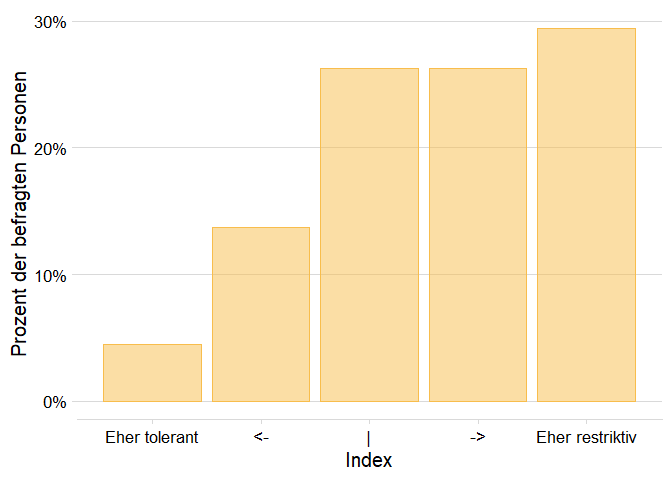 30%
20%
10%
0%
Prozent der befragten Personen
Eher tolerant <- | -> Eher restriktiv
Index